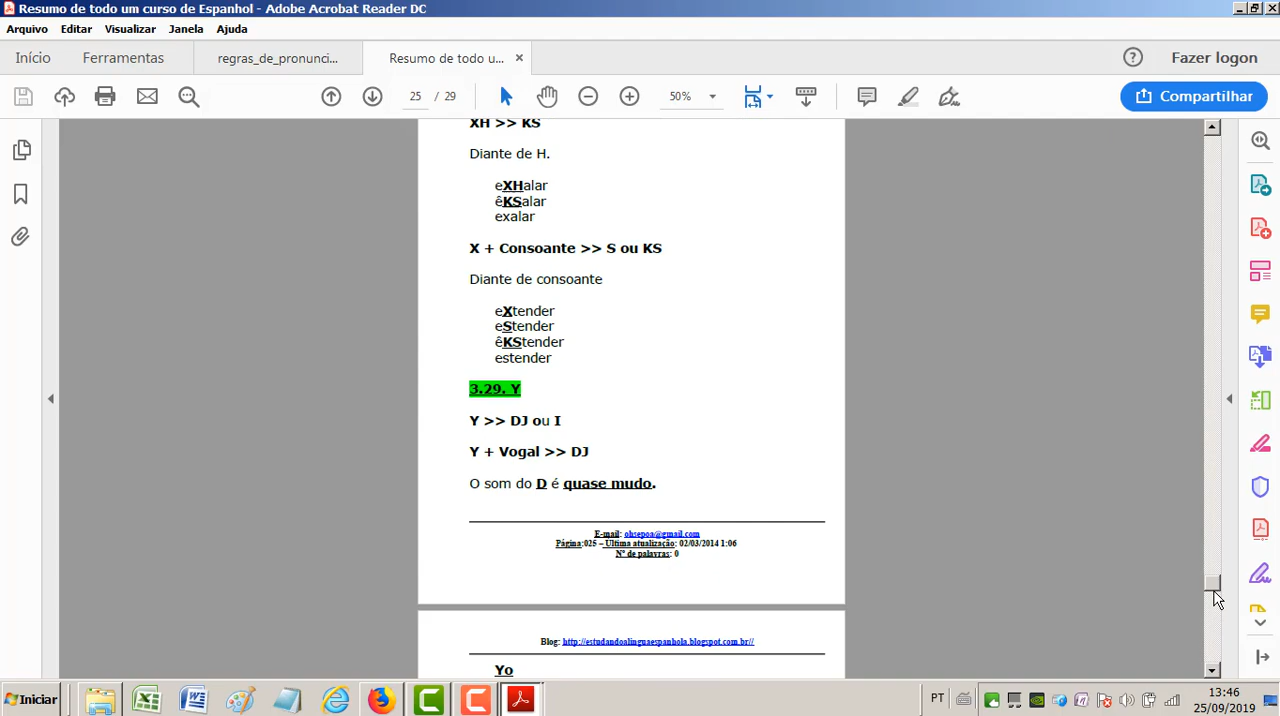 Resumo de todo um curso de Espanhol - Adobe Acrobat Reader DC
Arquivo Editar Visualizar Janela Ajuda
Início Ferramentas regras_de_pronunci... Resumo de todo u... Fazer logon
25 / 29 50% Compartilhar
XH >> KS
Diante de H.
eXHalar
êKSalar
exalar
X + Consoante >> S ou KS
Diante de consoante
eXtender
eStender
êKStender
estender
3.29. Y
Y >> DJ ou I
Y + Vogal >> DJ
O som do D é quase mudo.
E-mail: ohsepoa@gmail.com
Página:025 – Ultima atualização: 02/03/2014 1:06
Nº de palavras: 0
Blog: http://estudandoalinguaespanhola.blogspot.com.br//
Yo
Iniciar PT 13:46
25/09/2019